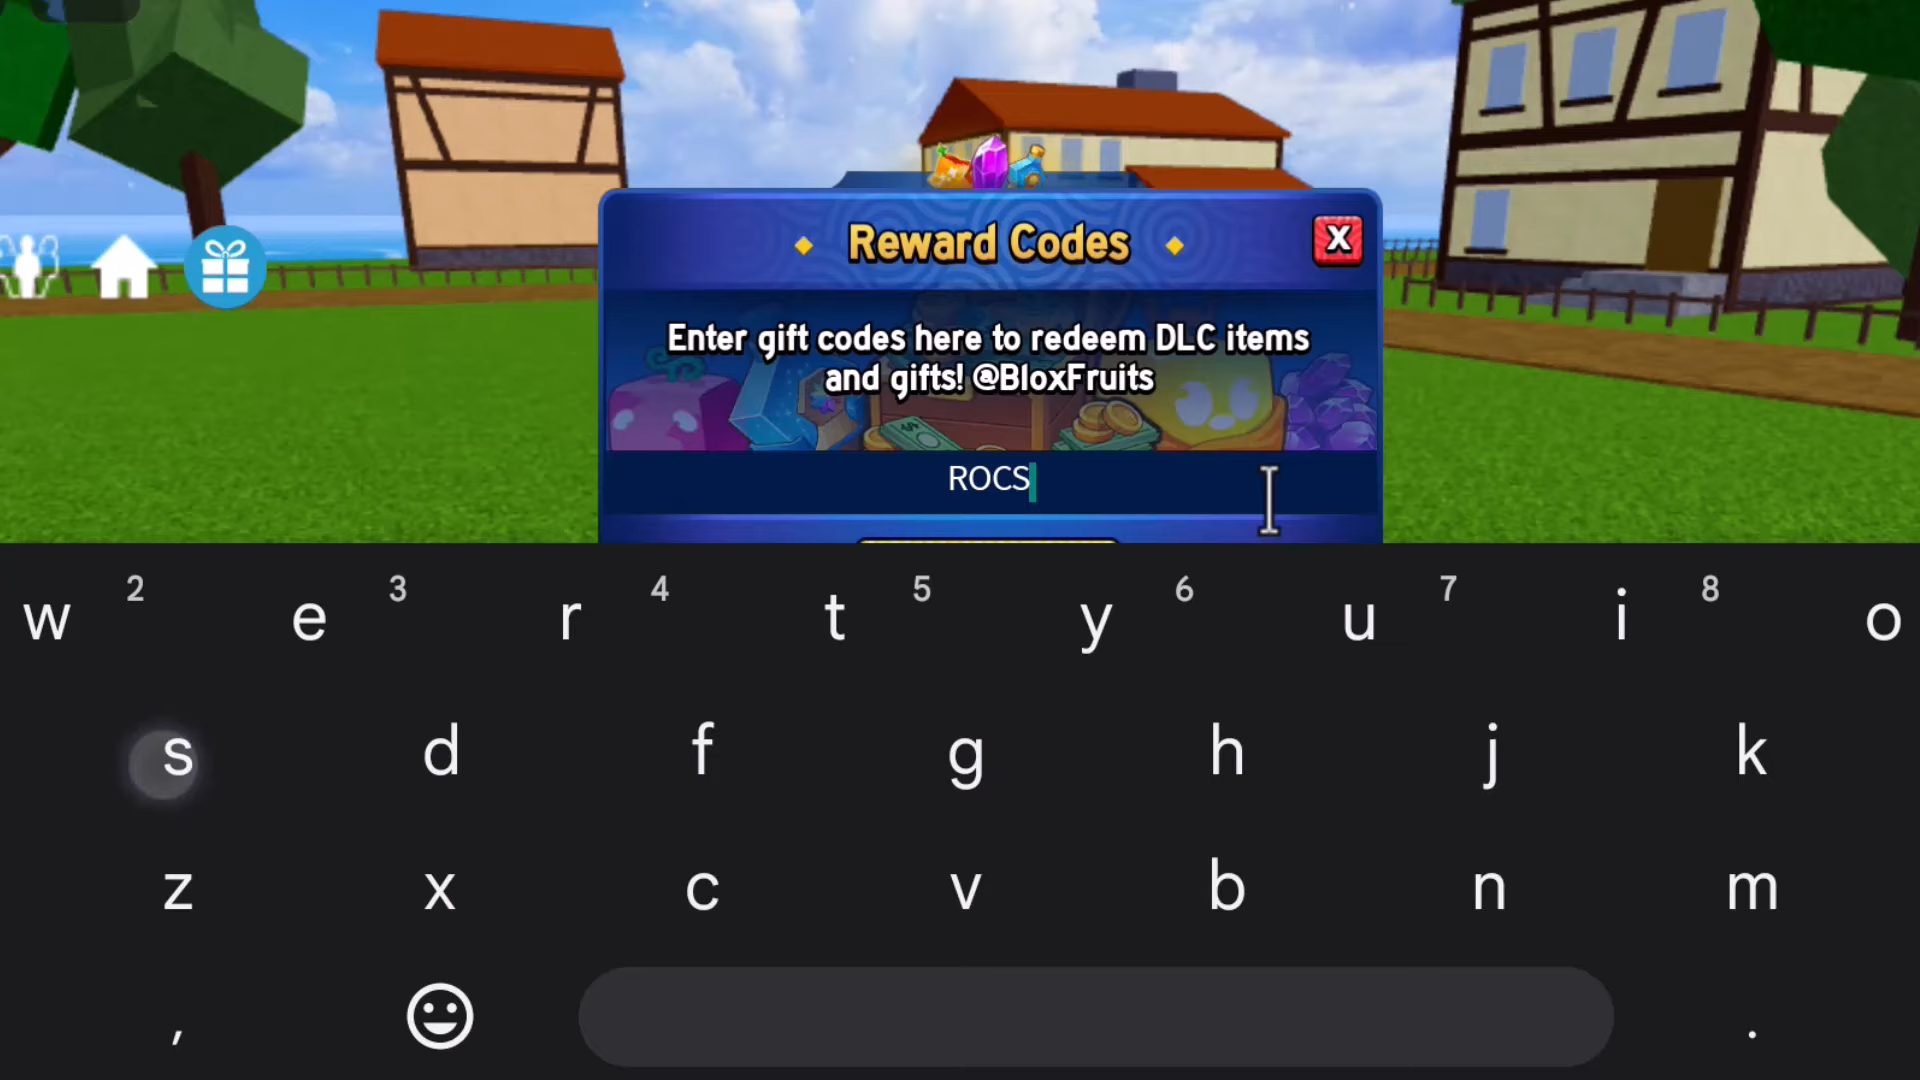 Reward Codes
X
Enter gift codes here to redeem DLC items
and gifts! @BloxFruits
ROCS
2 3 4 5 6 7 8
w e r t y u i o
s d f g h j k
z x c v b n m
, .